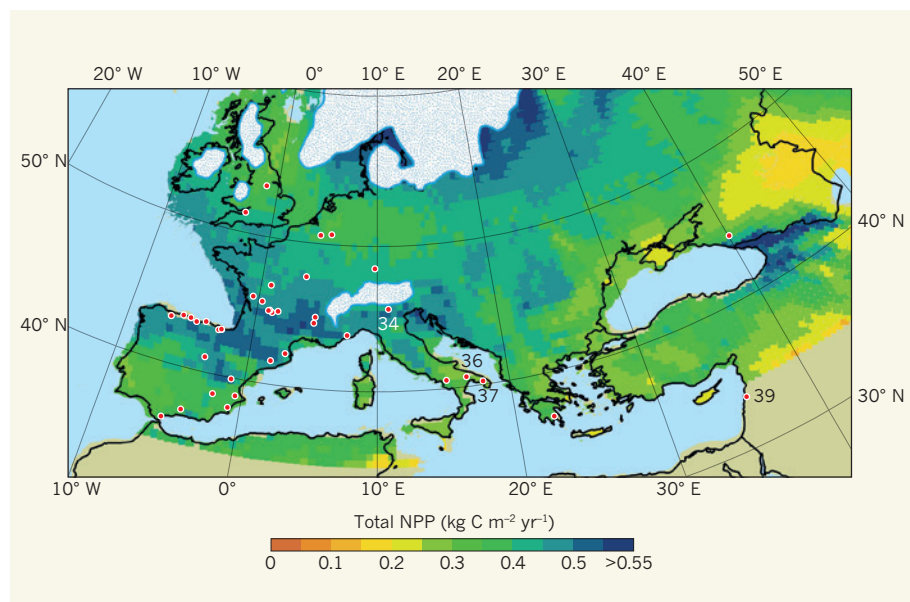 20° W 10° W 0° 10° E 20° E 30° E 40° E 50° E
50° N
40° N
40° N
34
36
37
39
30° N
10° W 0° 10° E 20° E 30° E
Total NPP (kg C m⁻² yr⁻¹)
0 0.1 0.2 0.3 0.4 0.5 >0.55